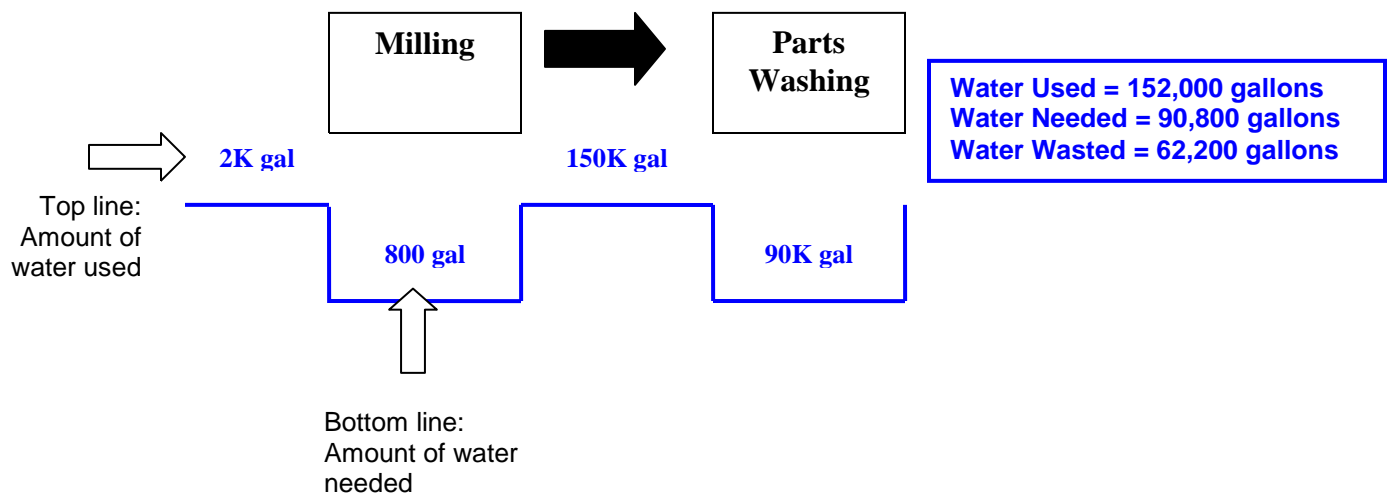 Milling
Parts
Washing
Water Used = 152,000 gallons
Water Needed = 90,800 gallons
Water Wasted = 62,200 gallons
2K gal
150K gal
Top line:
Amount of
water used
800 gal
90K gal
Bottom line:
Amount of water
needed